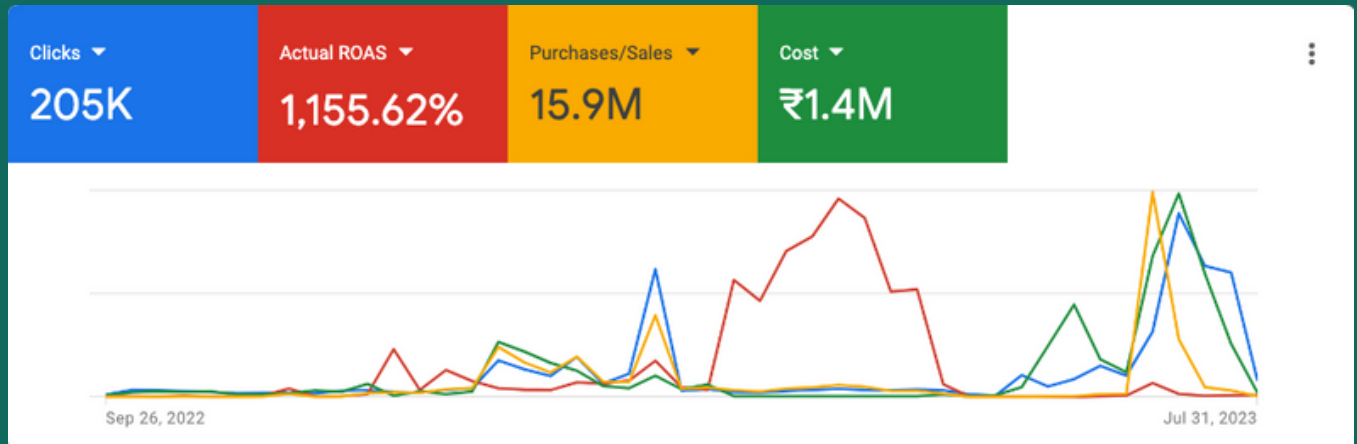 Clicks
Actual ROAS
Purchases/Sales
Cost
205K
1,155.62%
15.9M
₹1.4M
Sep 26, 2022
Jul 31, 2023